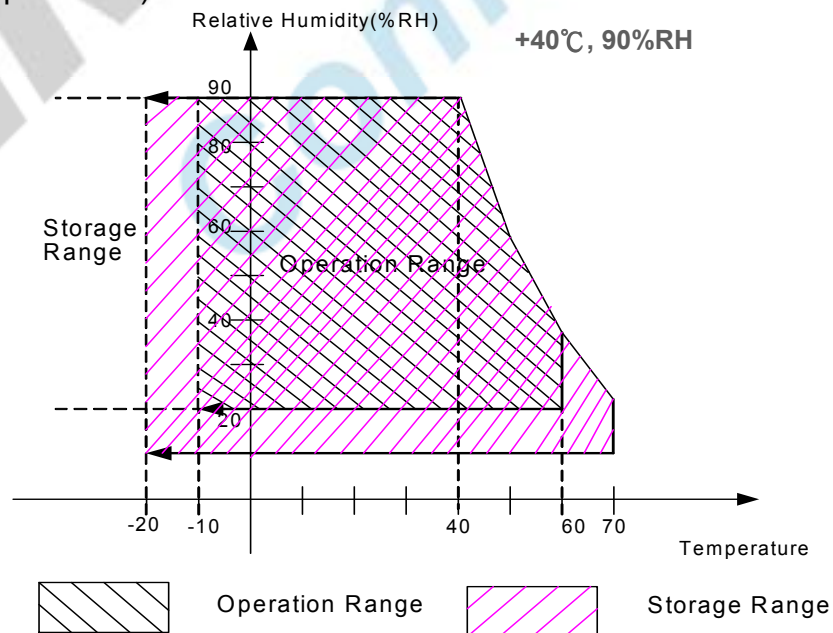 Relative Humidity(%RH)
+40℃, 90%RH
90
80
60
40
20
Storage
Range
Operation Range
-20
-10
40
60
70
Temperature
Operation Range
Storage Range